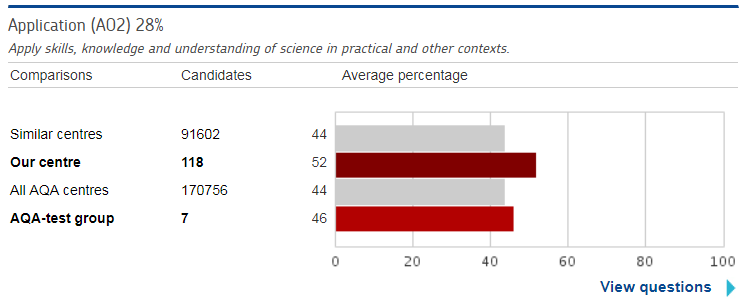 Application (AO2) 28%
Apply skills, knowledge and understanding of science in practical and other contexts.
Comparisons Candidates Average percentage
Similar centres 91602 44
Our centre 118 52
All AQA centres 170756 44
AQA-test group 7 46
0 20 40 60 80 100
View questions